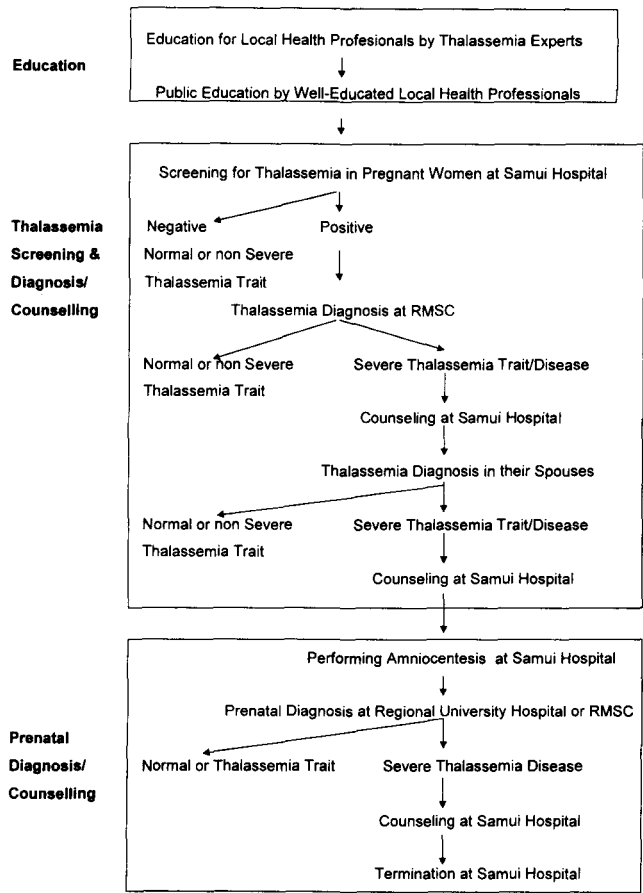 Education
Education for Local Health Profesionals by Thalassemia Experts
Public Education by Well-Educated Local Health Professionals
Thalassemia
Screening &
Diagnosis/
Counselling
Screening for Thalassemia in Pregnant Women at Samui Hospital
Negative Positive
Normal or non Severe
Thalassemia Trait
Thalassemia Diagnosis at RMSC
Normal or non Severe Severe Thalassemia Trait/Disease
Thalassemia Trait
Counseling at Samui Hospital
Thalassemia Diagnosis in their Spouses
Normal or non Severe Severe Thalassemia Trait/Disease
Thalassemia Trait
Counseling at Samui Hospital
Prenatal
Diagnosis/
Counselling
Performing Amniocentesis at Samui Hospital
Prenatal Diagnosis at Regional University Hospital or RMSC
Normal or Thalassemia Trait Severe Thalassemia Disease
Counseling at Samui Hospital
Termination at Samui Hospital